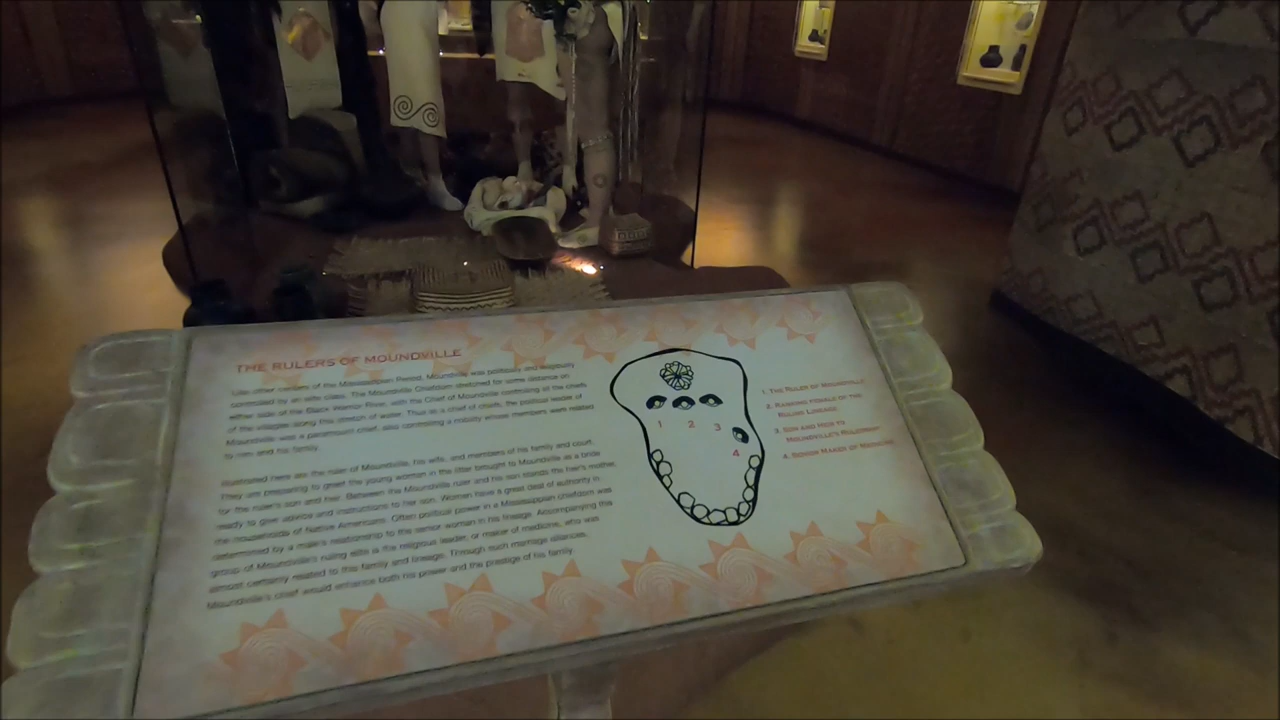 THE RULERS OF MOUNDVILLE
Like other centers of the Mississippian Period, Moundville was politically and religiously
controlled by an elite class. The Moundville Chiefdom stretched for some distance on
either side of the Black Warrior River, with the Chief of Moundville controlling all the chiefs
of the villages along this stretch of water. Thus as a chief of chiefs, the political leader of
Moundville was a paramount chief, also controlling a nobility whose members were related
to him and his family.
Illustrated here are the ruler of Moundville, his wife, and members of his family and court.
They are preparing to greet the young woman in the litter brought to Moundville as a bride
for the ruler's son and heir. Between the Moundville ruler and his son stands the heir's mother,
ready to give advice and instructions to her son. Women have a great deal of authority in
the households of Native Americans. Often political power in a Mississippian chiefdom was
determined by a male's relationship to the senior woman in his lineage. Accompanying this
group of Moundville's ruling elite is the religious leader, or maker of medicine, who was
almost certainly related to this family and lineage. Through such marriage alliances,
Moundville's chief would enhance both his power and the prestige of his family.
1 2 3
4
1. THE RULER OF MOUNDVILLE
2. RANKING FEMALE OF THE
RULING LINEAGE
3. SON AND HEIR TO
MOUNDVILLE'S RULERSHIP
4. SENIOR MAKER OF MEDICINE